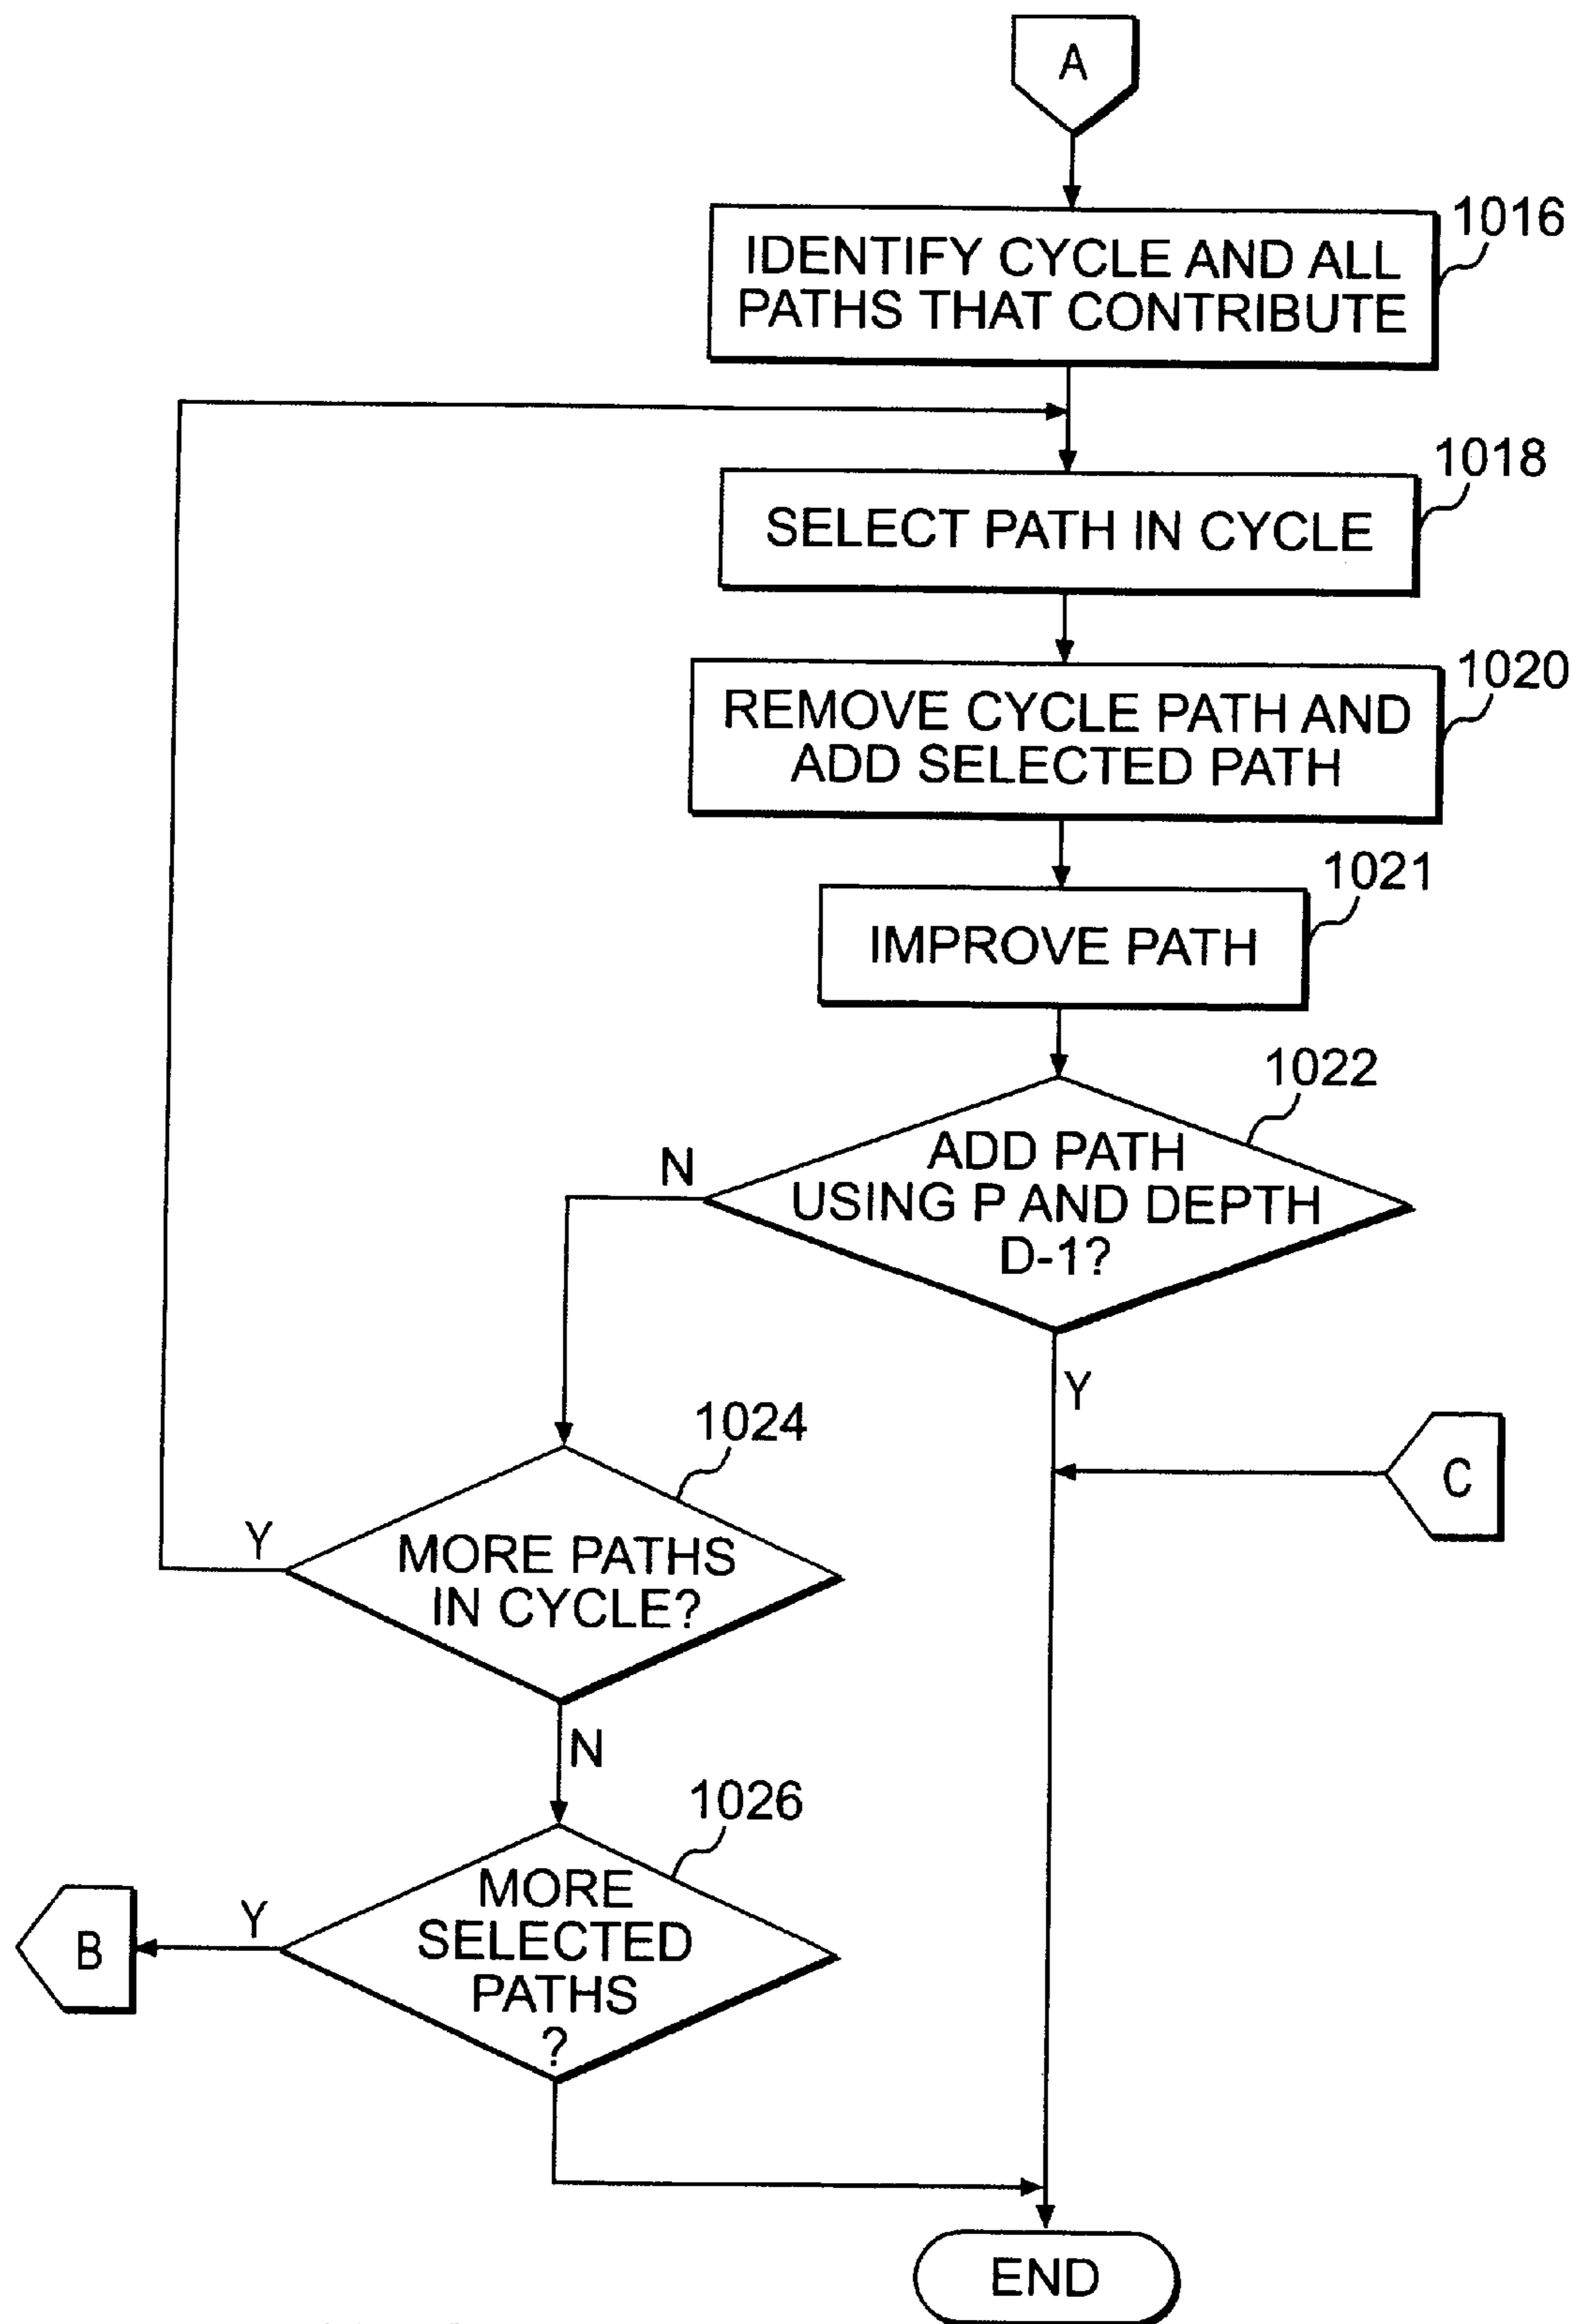 A
1016
IDENTIFY CYCLE AND ALL
PATHS THAT CONTRIBUTE
1018
SELECT PATH IN CYCLE
1020
REMOVE CYCLE PATH AND
ADD SELECTED PATH
1021
IMPROVE PATH
1022
ADD PATH
USING P AND DEPTH
D-1?
N
Y
C
1024
MORE PATHS
IN CYCLE?
Y
N
1026
MORE
SELECTED
PATHS
?
Y
B
END